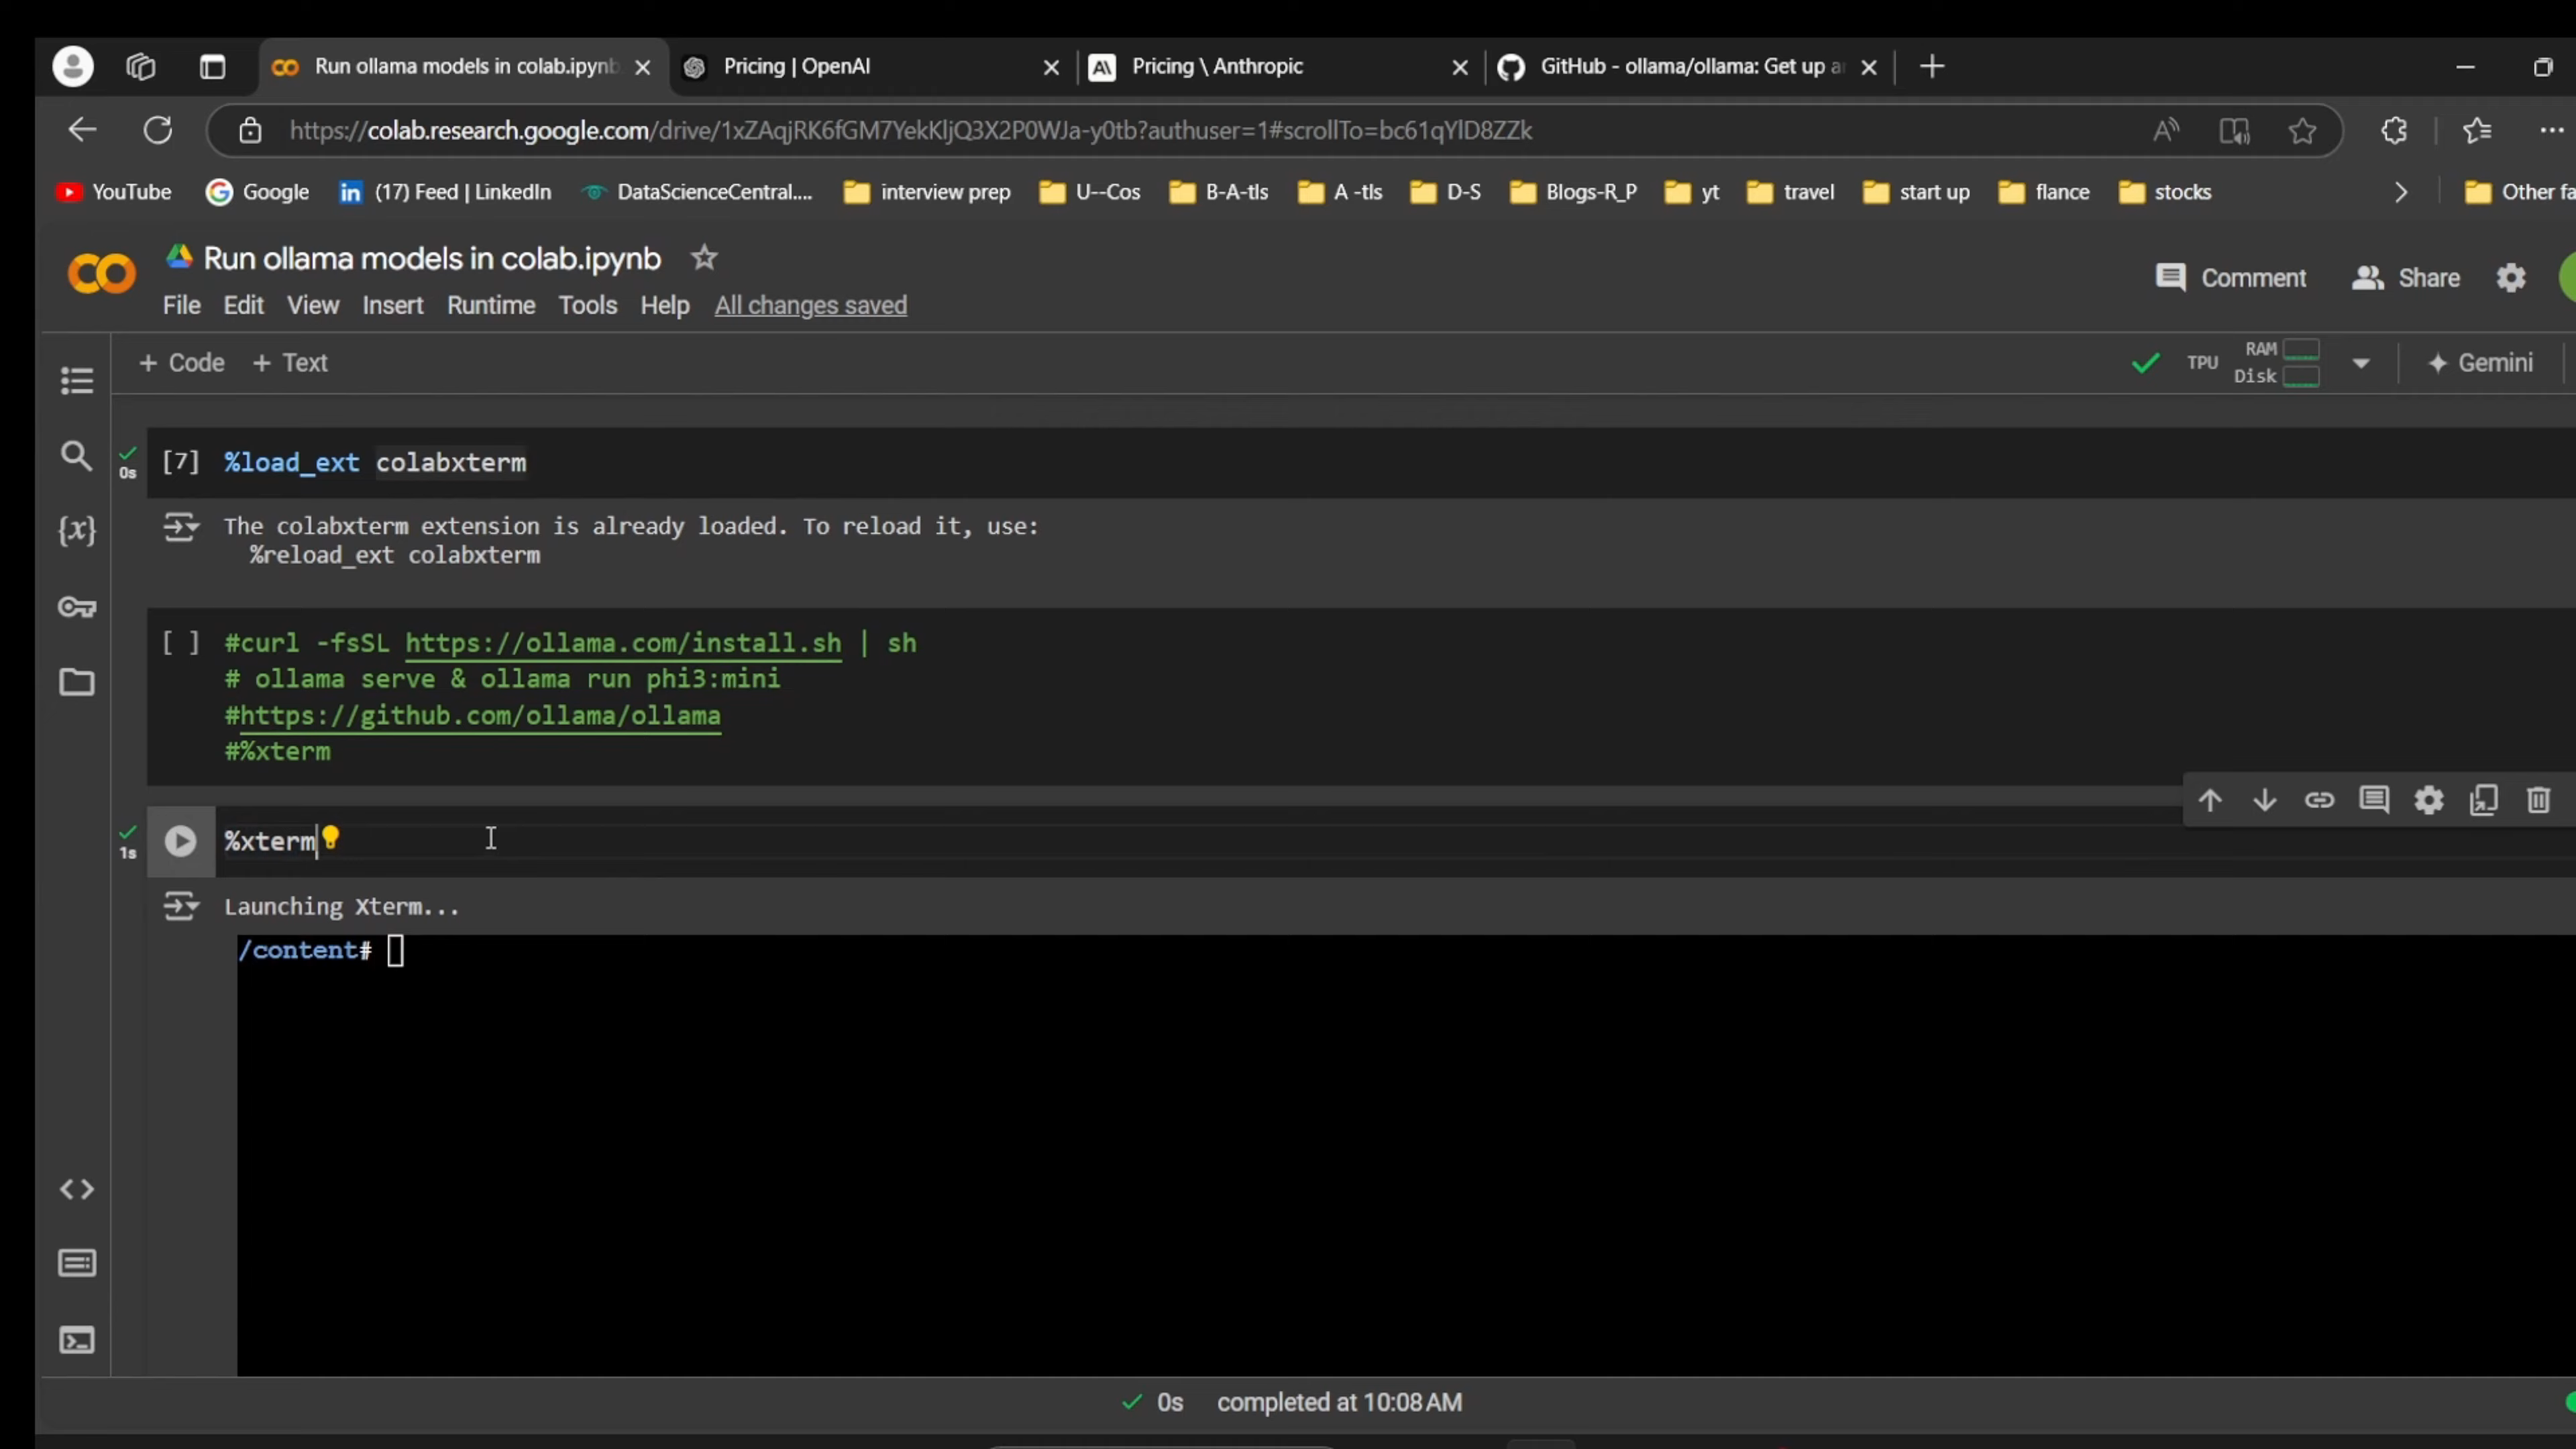 Run ollama models in colab.ipynb
Pricing | OpenAI
Pricing \ Anthropic
GitHub - ollama/ollama: Get up a
https://colab.research.google.com/drive/1xZAqjRK6fGM7YekKljQ3X2P0WJa-y0tb?authuser=1#scrollTo=bc61qYlD8ZZk
YouTube
Google
(17) Feed | LinkedIn
DataScienceCentral....
interview prep
U--Cos
B-A-tls
A -tls
D-S
Blogs-R_P
yt
travel
start up
flance
stocks
Other fa
Run ollama models in colab.ipynb
Comment
Share
File Edit View Insert Runtime Tools Help All changes saved
+ Code + Text
TPU
RAM
Disk
Gemini
[7] %load_ext colabxterm
0s
The colabxterm extension is already loaded. To reload it, use:
%reload_ext colabxterm
[ ] #curl -fsSL https://ollama.com/install.sh | sh
# ollama serve & ollama run phi3:mini
#https://github.com/ollama/ollama
#%xterm
%xterm
1s
Launching Xterm...
/content#
0s completed at 10:08 AM